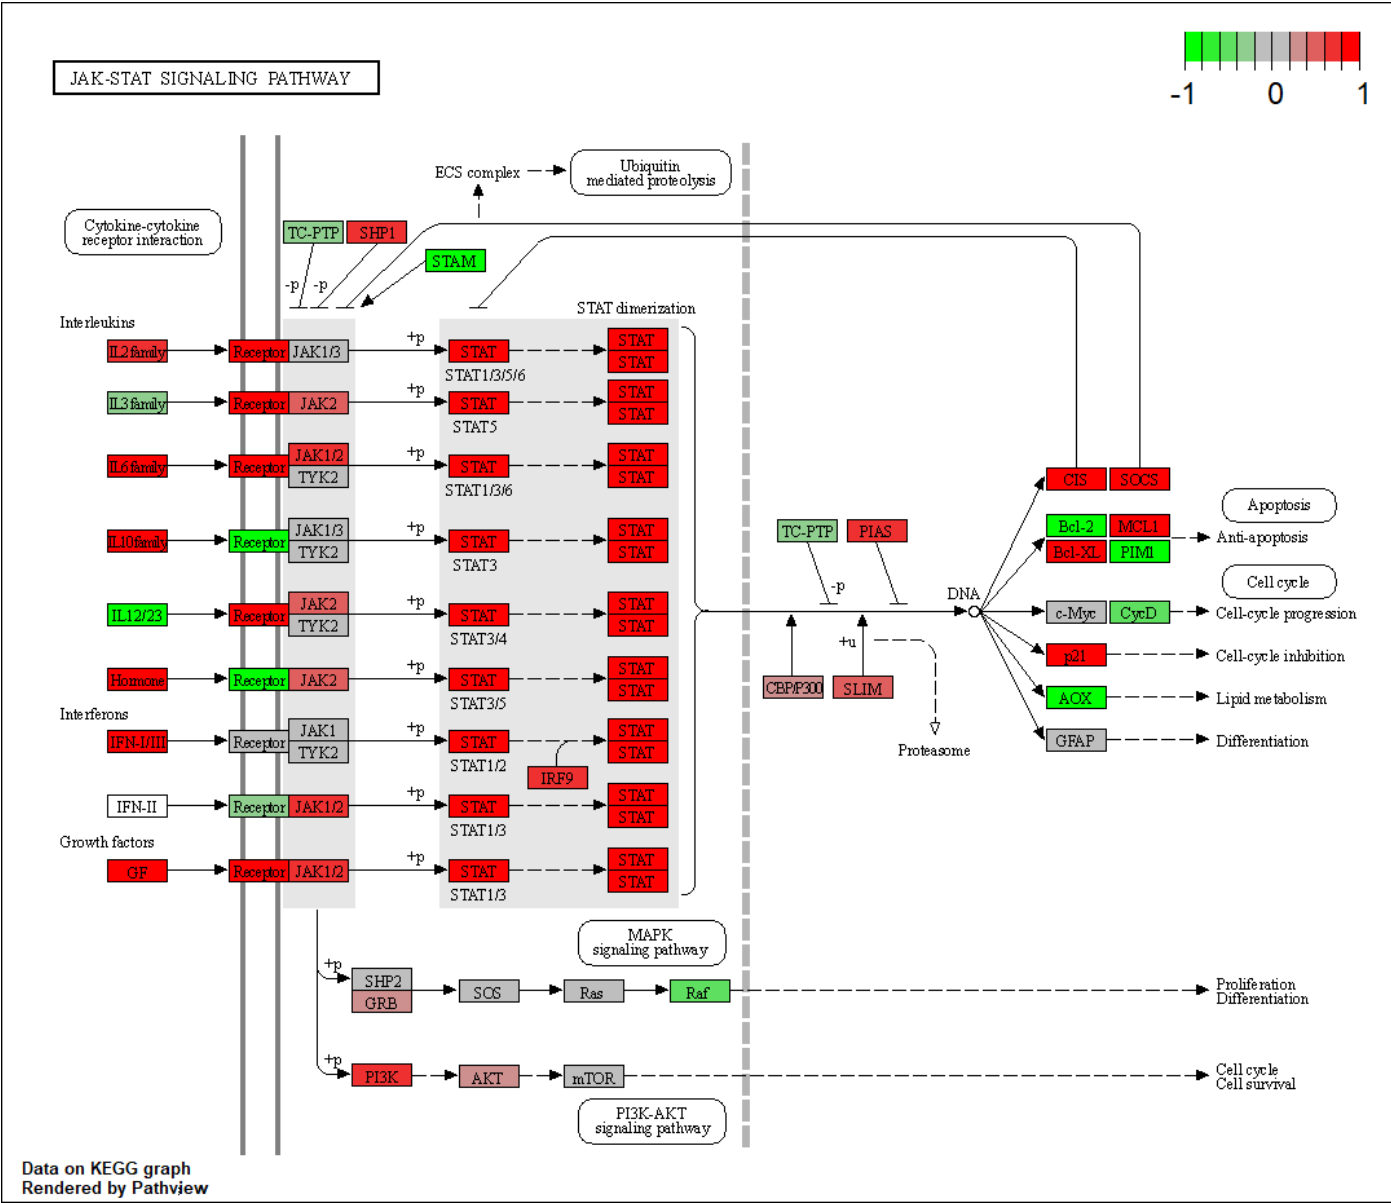 JAK-STAT SIGNALING PATHWAY
-1 0 1
ECS complex
Ubiquitin
mediated proteolysis
Cytokine-cytokine
receptor interaction
TC-PTP SHP1
STAM
-p -p
STAT dimerization
Interleukins
IL2family Receptor JAK1/3 +p STAT STAT
STAT
STAT1/3/5/6
IL3family Receptor JAK2 +p STAT STAT
STAT
STAT5
IL6family Receptor JAK1/2 +p STAT STAT
TYK2 STAT
STAT1/3/6
IL10family Receptor JAK1/3 +p STAT STAT
TYK2 STAT
STAT3
IL12/23 Receptor JAK2 +p STAT STAT
TYK2 STAT
STAT3/4
Hormone Receptor JAK2 +p STAT STAT
STAT
STAT3/5
Interferons
IFN-I/III Receptor JAK1 +p STAT STAT
TYK2 STAT
STAT1/2
IRF9
IFN-II Receptor JAK1/2 +p STAT STAT
STAT
STAT1/3
Growth factors
GF Receptor JAK1/2 +p STAT STAT
STAT
STAT1/3
TC-PTP PIAS
-p
+u
CBP/P300 SLIM
Proteasome
DNA
CIS SOCS
Bcl-2 MCL1
Bcl-XL PIM1
Apoptosis
Anti-apoptosis
Cell cycle
c-Myc CycD Cell-cycle progression
p21 Cell-cycle inhibition
AOX Lipid metabolism
GFAP Differentiation
MAPK
signaling pathway
+p
SHP2
GRB
SOS Ras Raf
Proliferation
Differentiation
+p
PI3K AKT mTOR
Cell cycle
Cell survival
PI3K-AKT
signaling pathway
Data on KEGG graph
Rendered by Pathview